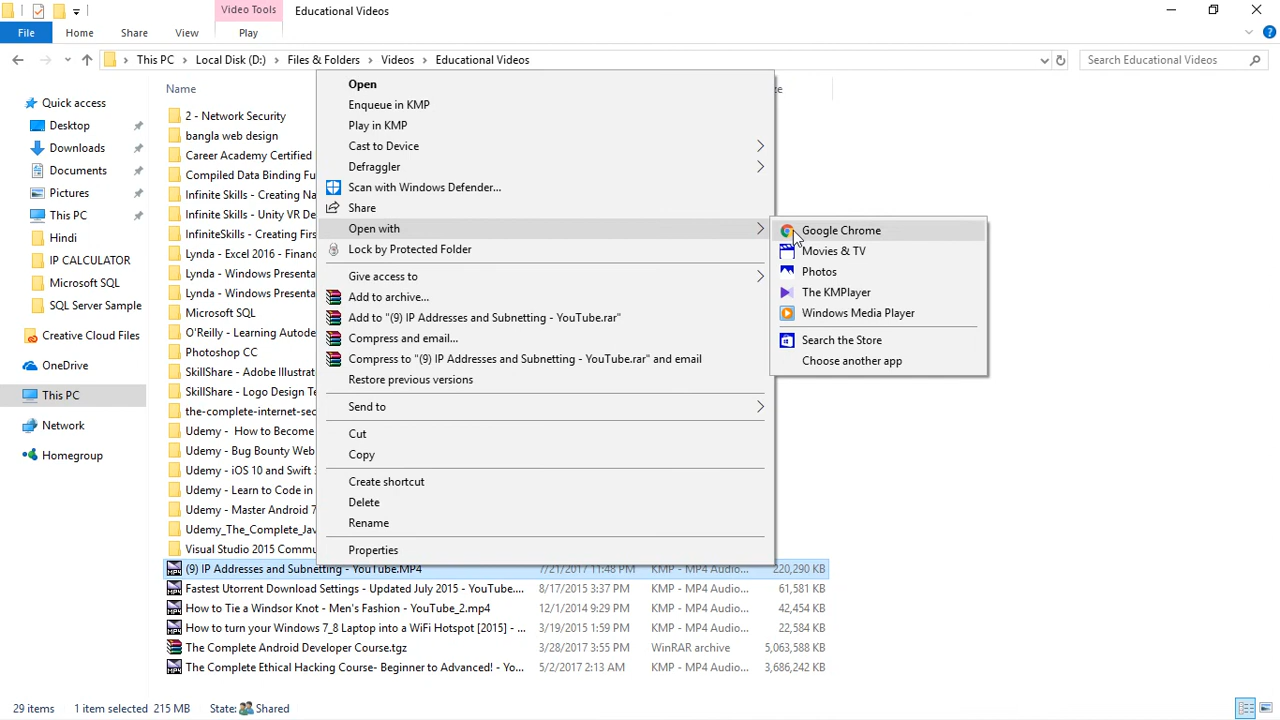 Video Tools
Educational Videos
File
Home
Share
View
Play
This PC
Local Disk (D:)
Files & Folders
Videos
Educational Videos
Search Educational Videos
Name
ze
Quick access
Desktop
Downloads
Documents
Pictures
This PC
Hindi
IP CALCULATOR
Microsoft SQL
SQL Server Sample
Creative Cloud Files
OneDrive
This PC
Network
Homegroup
2 - Network Security
bangla web design
Career Academy Certified
Compiled Data Binding Fu
Infinite Skills - Creating Na
Infinite Skills - Unity VR De
Infinite Skills - Creating First
Lynda - Excel 2016 - Financi
Lynda - Windows Presenta
Lynda - Windows Presenta
Microsoft SQL
O'Reilly - Learning Autode
Photoshop CC
SkillShare - Adobe Illustrat
SkillShare - Logo Design Te
the-complete-internet-sec
Udemy -  How to Become
Udemy - Bug Bounty Web
Udemy - iOS 10 and Swift 3
Udemy - Learn to Code in
Udemy - Master Android 7
Udemy_The_Complete_Jav
Visual Studio 2015 Commu
(9) IP Addresses and Subnetting - YouTube.MP4 7/21/2017 11:48 PM KMP - MP4 Audio... 220,290 KB
Fastest Utorrent Download Settings - Updated July 2015 - YouTube.... 8/17/2015 3:37 PM KMP - MP4 Audio... 61,581 KB
How to Tie a Windsor Knot - Men's Fashion - YouTube_2.mp4 12/1/2014 9:29 PM KMP - MP4 Audio... 42,454 KB
How to turn your Windows 7_8 Laptop into a WiFi Hotspot [2015] - ... 3/19/2015 1:59 PM KMP - MP4 Audio... 22,584 KB
The Complete Android Developer Course.tgz 3/28/2017 3:55 PM WinRAR archive 5,063,588 KB
The Complete Ethical Hacking Course- Beginner to Advanced! - Yo... 5/2/2017 2:13 AM KMP - MP4 Audio... 3,686,242 KB
Open
Enqueue in KMP
Play in KMP
Cast to Device
Defraggler
Scan with Windows Defender...
Share
Open with
Lock by Protected Folder
Give access to
Add to archive...
Add to "(9) IP Addresses and Subnetting - YouTube.rar"
Compress and email...
Compress to "(9) IP Addresses and Subnetting - YouTube.rar" and email
Restore previous versions
Send to
Cut
Copy
Create shortcut
Delete
Rename
Properties
Google Chrome
Movies & TV
Photos
The KMPlayer
Windows Media Player
Search the Store
Choose another app
29 items
1 item selected 215 MB
State: Shared